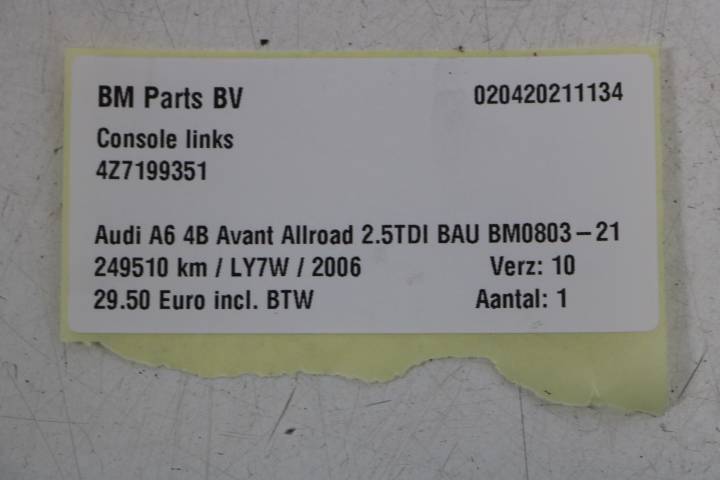 BM Parts BV 020420211134
Console links
4Z7199351
Audi A6 4B Avant Allroad 2.5TDI BAU BM0803-21
249510 km / LY7W / 2006 Verz: 10
29.50 Euro incl. BTW Aantal: 1